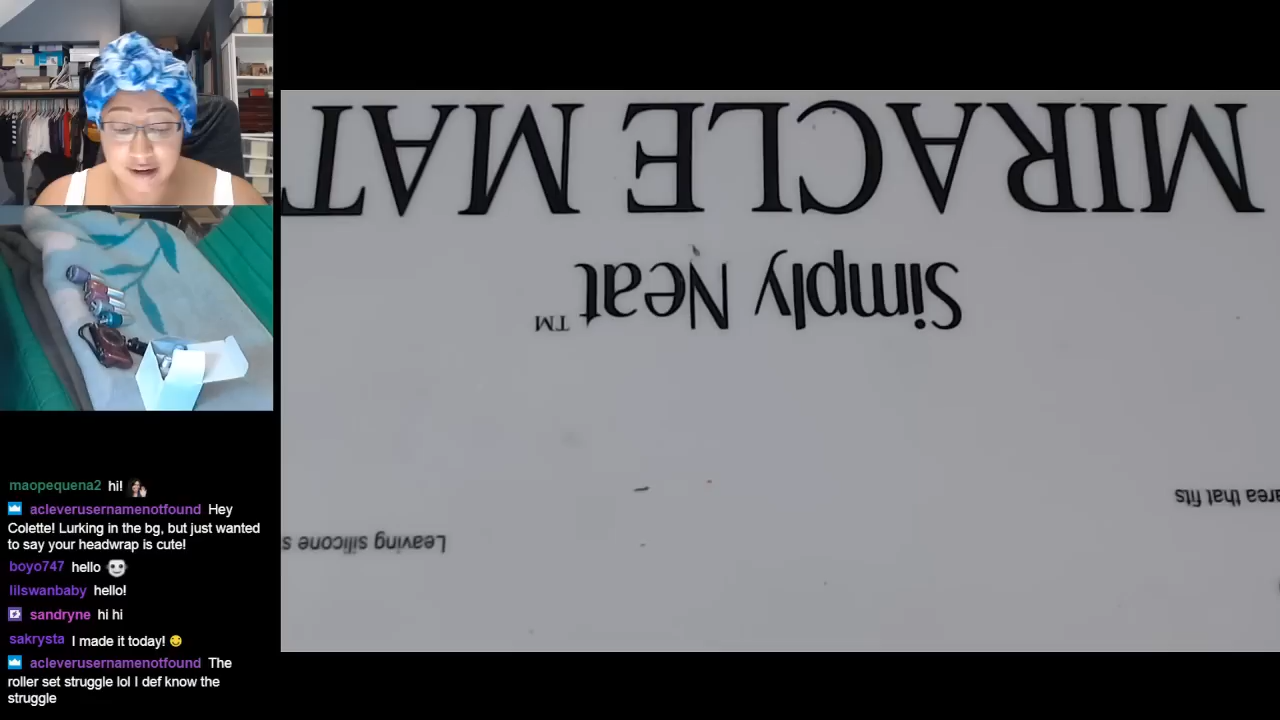 MIRACLE MAT
Simply Neat™
area that fits
Leaving silicone s
maopequena2 hi!
acleverusernamenotfound Hey
Colette! Lurking in the bg, but just wanted
to say your headwrap is cute!
boyo747 hello
lilswanbaby hello!
sandryne hi hi
sakrysta I made it today!
acleverusernamenotfound The
roller set struggle lol I def know the
struggle